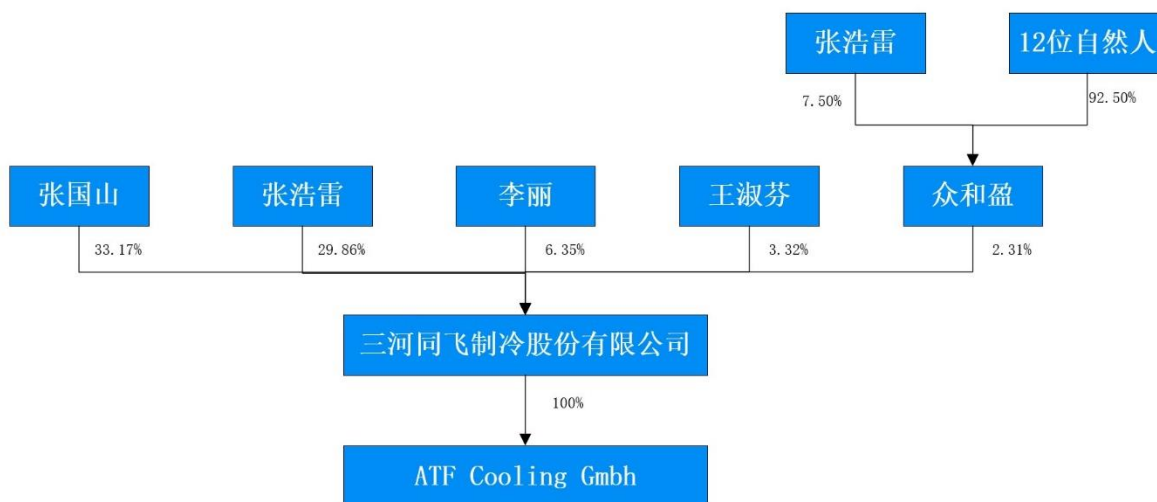 张浩雷
12位自然人
7.50%
92.50%
张国山
张浩雷
李丽
王淑芬
众和盈
33.17%
29.86%
6.35%
3.32%
2.31%
三河同飞制冷股份有限公司
100%
ATF Cooling Gmbh